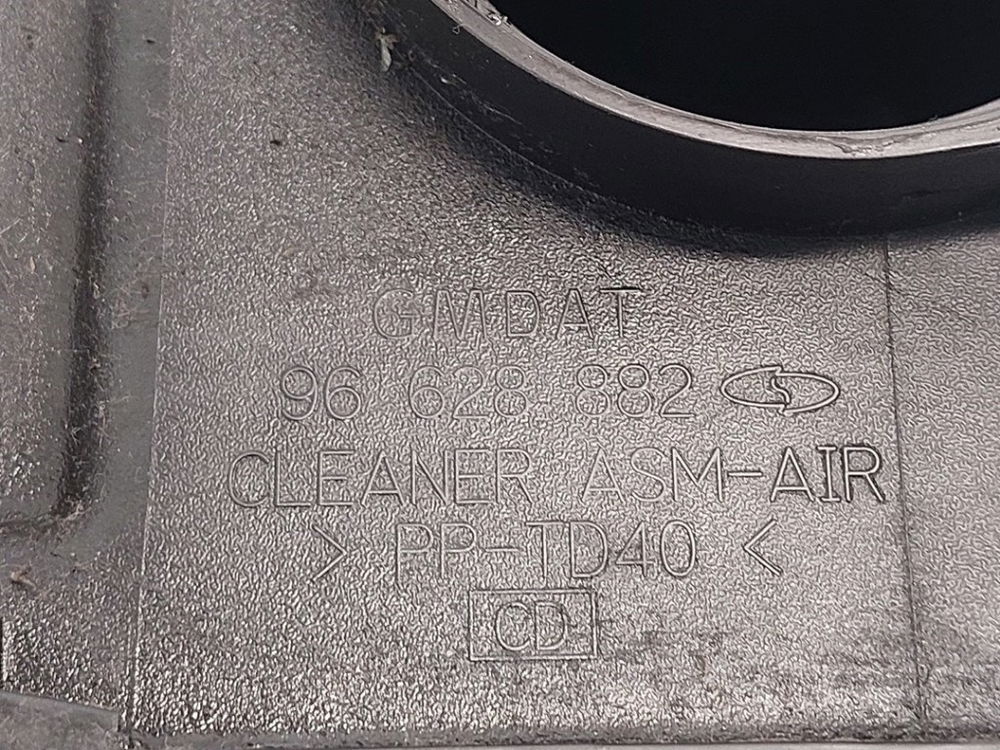 GMDAT
96 628 882
CLEANER ASM-AIR
> PP-TD40 <
CD